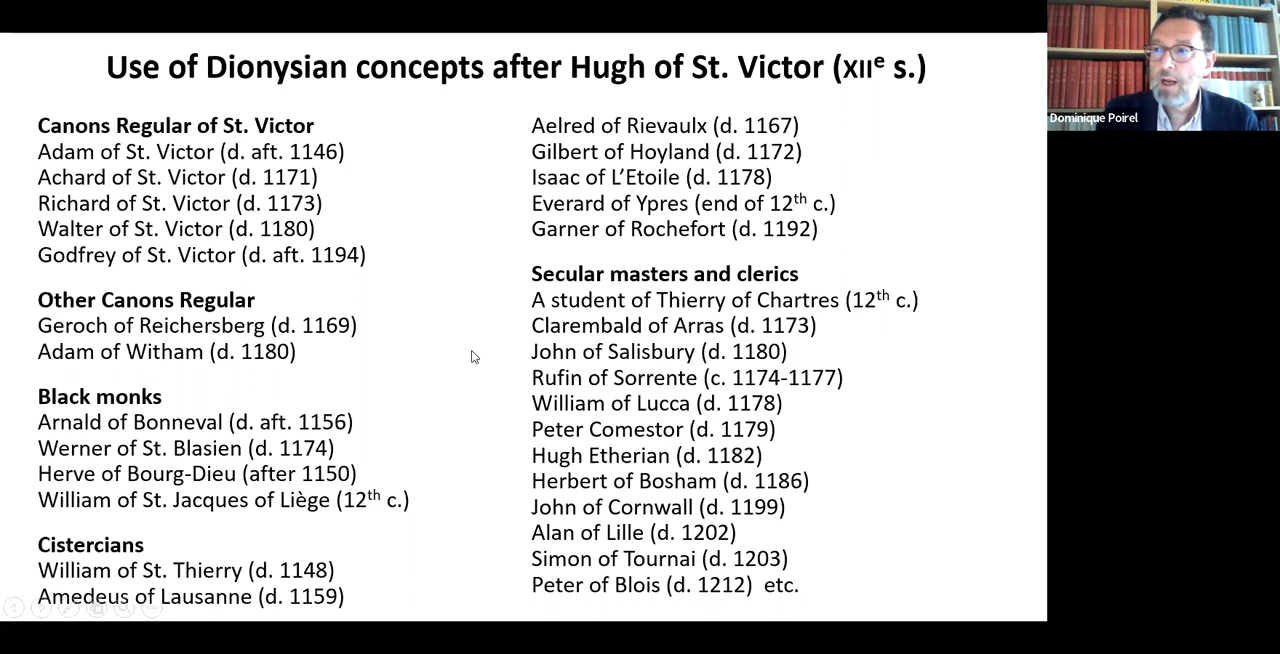 Use of Dionysian concepts after Hugh of St. Victor (XIIᵉ s.)
Canons Regular of St. Victor
Adam of St. Victor (d. aft. 1146)
Achard of St. Victor (d. 1171)
Richard of St. Victor (d. 1173)
Walter of St. Victor (d. 1180)
Godfrey of St. Victor (d. aft. 1194)
Other Canons Regular
Geroch of Reichersberg (d. 1169)
Adam of Witham (d. 1180)
Black monks
Arnald of Bonneval (d. aft. 1156)
Werner of St. Blasien (d. 1174)
Herve of Bourg-Dieu (after 1150)
William of St. Jacques of Liège (12ᵗʰ c.)
Cistercians
William of St. Thierry (d. 1148)
Amedeus of Lausanne (d. 1159)
Aelred of Rievaulx (d. 1167)
Gilbert of Hoyland (d. 1172)
Isaac of L’Etoile (d. 1178)
Everard of Ypres (end of 12ᵗʰ c.)
Garner of Rochefort (d. 1192)
Secular masters and clerics
A student of Thierry of Chartres (12ᵗʰ c.)
Clarembald of Arras (d. 1173)
John of Salisbury (d. 1180)
Rufin of Sorrente (c. 1174-1177)
William of Lucca (d. 1178)
Peter Comestor (d. 1179)
Hugh Etherian (d. 1182)
Herbert of Bosham (d. 1186)
John of Cornwall (d. 1199)
Alan of Lille (d. 1202)
Simon of Tournai (d. 1203)
Peter of Blois (d. 1212) etc.
Dominique Poirel